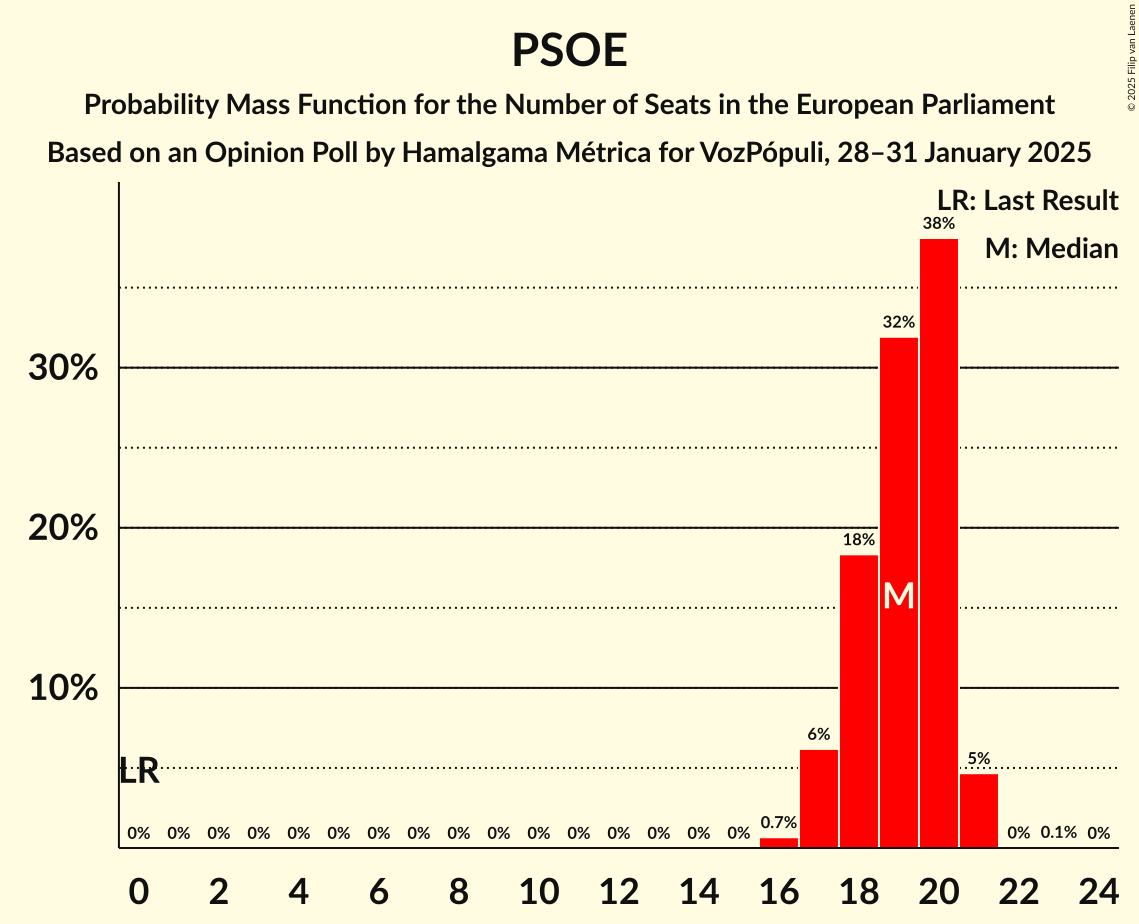 PSOE
Probability Mass Function for the Number of Seats in the European Parliament
Based on an Opinion Poll by Hamalgama Métrica for VozPópuli, 28–31 January 2025
© 2025 Filip van Laenen
LR: Last Result
M: Median
38%
32%
30%
20%
18%
M
10%
6%
5%
LR
0% 0% 0% 0% 0% 0% 0% 0% 0% 0% 0% 0% 0% 0% 0% 0% 0.7% 0% 0.1% 0%
0 2 4 6 8 10 12 14 16 18 20 22 24